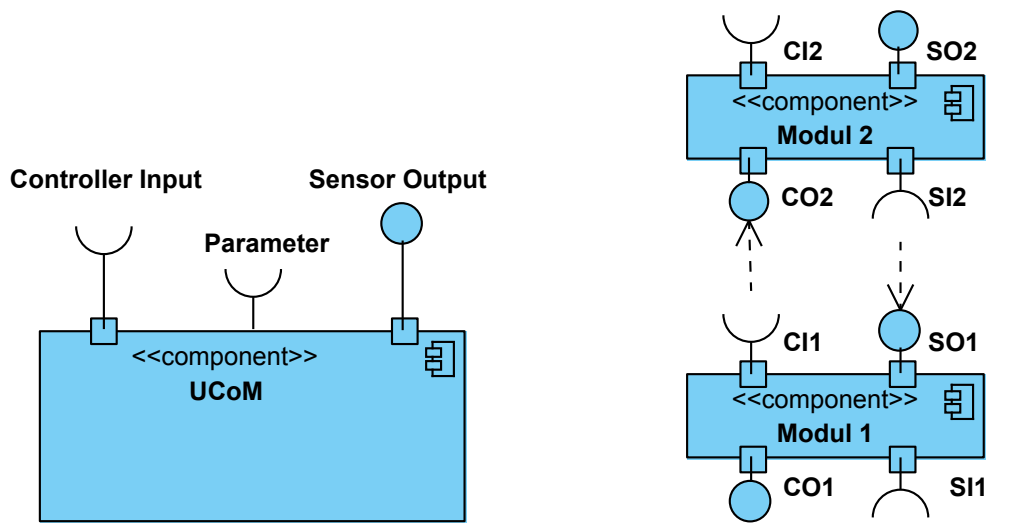 Controller Input
Sensor Output
Parameter
<<component>>
UCoM
CI2
SO2
<<component>>
Modul 2
CO2
SI2
CI1
SO1
<<component>>
Modul 1
CO1
SI1